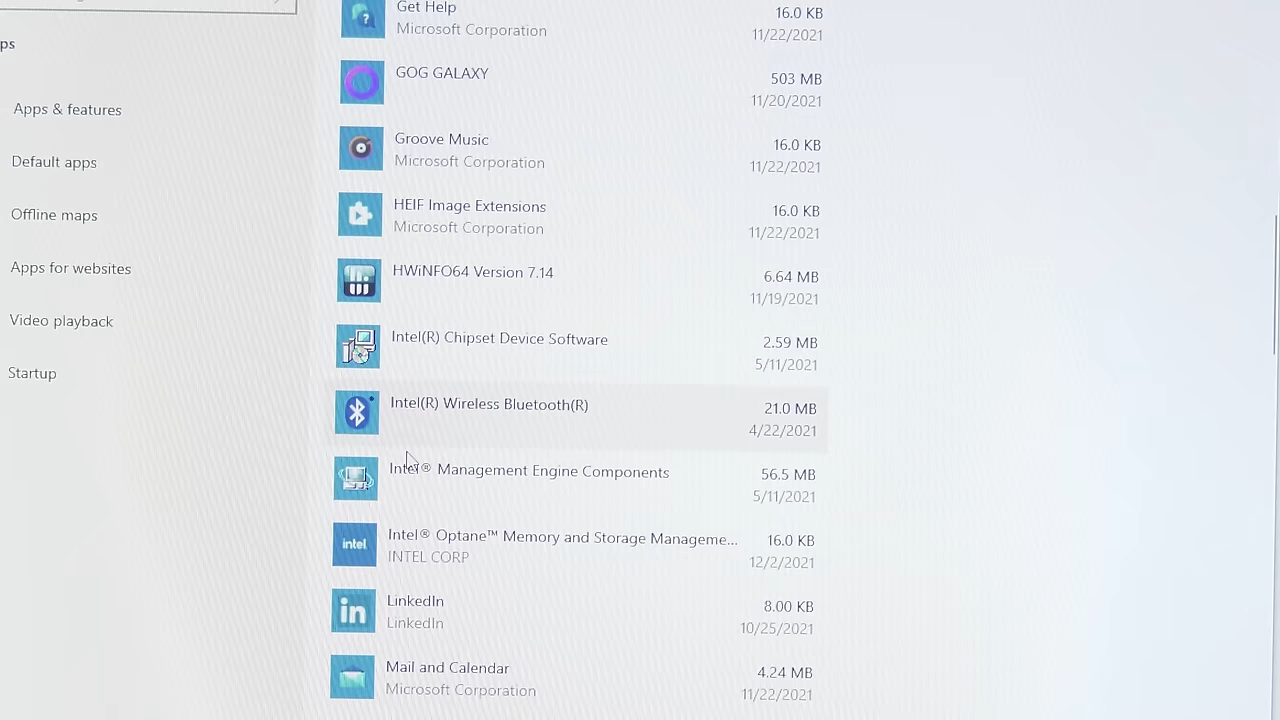 ps
Apps & features
Default apps
Offline maps
Apps for websites
Video playback
Startup
Get Help
16.0 KB
Microsoft Corporation
11/22/2021
GOG GALAXY
503 MB
11/20/2021
Groove Music
16.0 KB
Microsoft Corporation
11/22/2021
HEIF Image Extensions
16.0 KB
Microsoft Corporation
11/22/2021
HWiNFO64 Version 7.14
6.64 MB
11/19/2021
Intel(R) Chipset Device Software
2.59 MB
5/11/2021
Intel(R) Wireless Bluetooth(R)
21.0 MB
4/22/2021
Intel® Management Engine Components
56.5 MB
5/11/2021
intel
Intel® Optane™ Memory and Storage Manageme...
16.0 KB
INTEL CORP
12/2/2021
in
LinkedIn
8.00 KB
LinkedIn
10/25/2021
Mail and Calendar
4.24 MB
Microsoft Corporation
11/22/2021